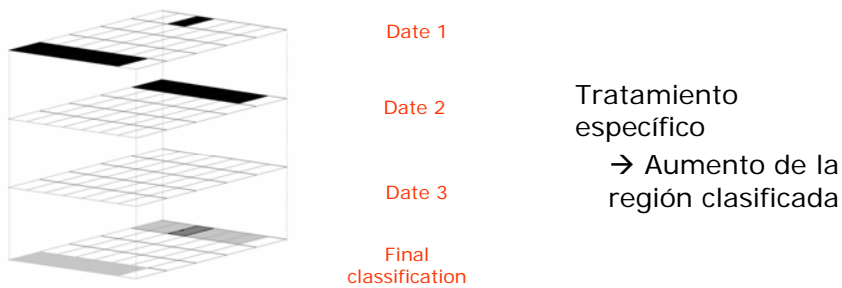 Date 1
Date 2
Date 3
Final
classification
Tratamiento
específico
→ Aumento de la
región clasificada